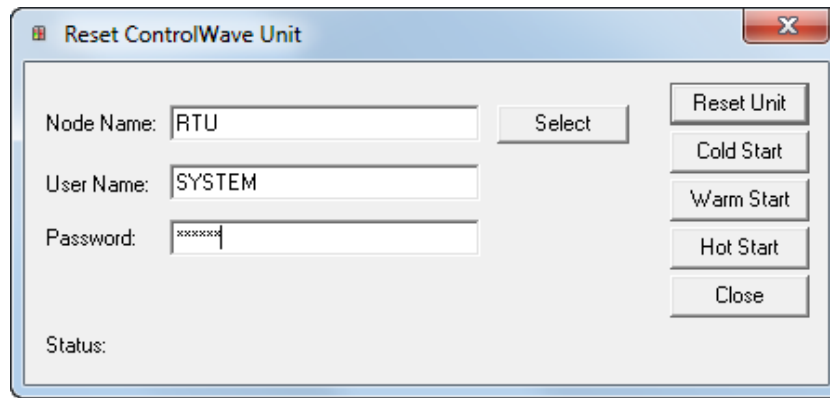 Reset ControlWave Unit
Node Name: RTU Select
User Name: SYSTEM
Password: ******
Reset Unit
Cold Start
Warm Start
Hot Start
Close
Status: